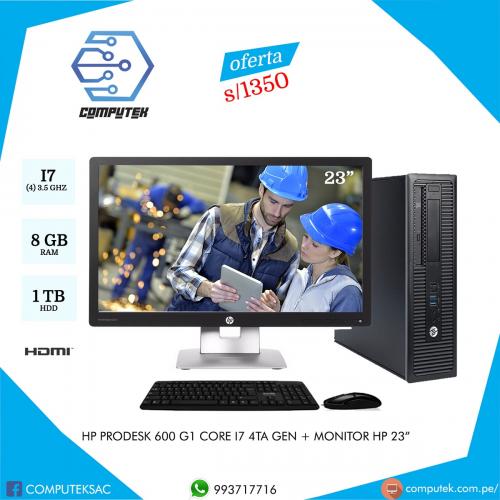 COMPUTEK
oferta
s/1350
I7
(4) 3.5 GHZ
8 GB
RAM
1 TB
HDD
HDMI
23”
hp
HP PRODESK 600 G1 CORE I7 4TA GEN + MONITOR HP 23”
COMPUTEKSAC
993717716
computek.com.pe/